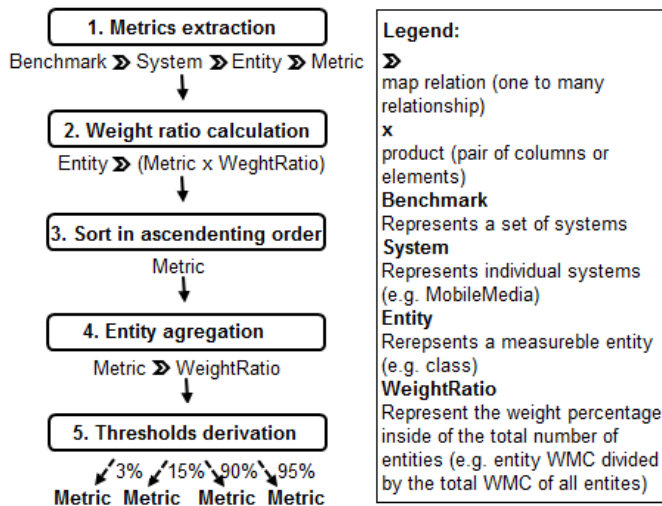 1. Metrics extraction
Benchmark ⪢ System ⪢ Entity ⪢ Metric
2. Weight ratio calculation
Entity ⪢ (Metric x WeghtRatio)
3. Sort in ascendenting order
Metric
4. Entity agregation
Metric ⪢ WeightRatio
5. Thresholds derivation
3% 15% 90% 95%
Metric Metric Metric Metric
Legend:
⪢
map relation (one to many
relationship)
x
product (pair of columns or
elements)
Benchmark
Represents a set of systems
System
Represents individual systems
(e.g. MobileMedia)
Entity
Rerepsents a measureble entity
(e.g. class)
WeightRatio
Represent the weight percentage
inside of the total number of
entities (e.g. entity WMC divided
by the total WMC of all entites)